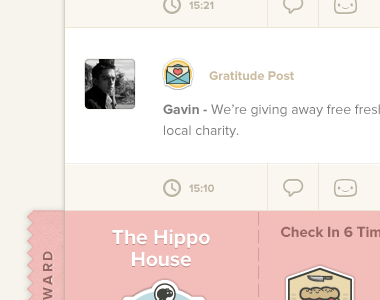 15:21
Gratitude Post
Gavin - We're giving away free fresh
local charity.
15:10
WARD
The Hippo
House
Check In 6 Tim